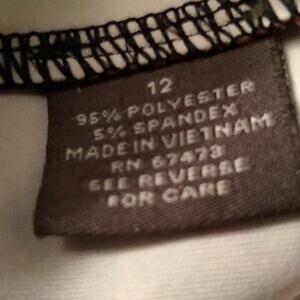 12
95% POLYESTER
5% SPANDEX
MADE IN VIETNAM
RN 67473
SEE REVERSE
FOR CARE